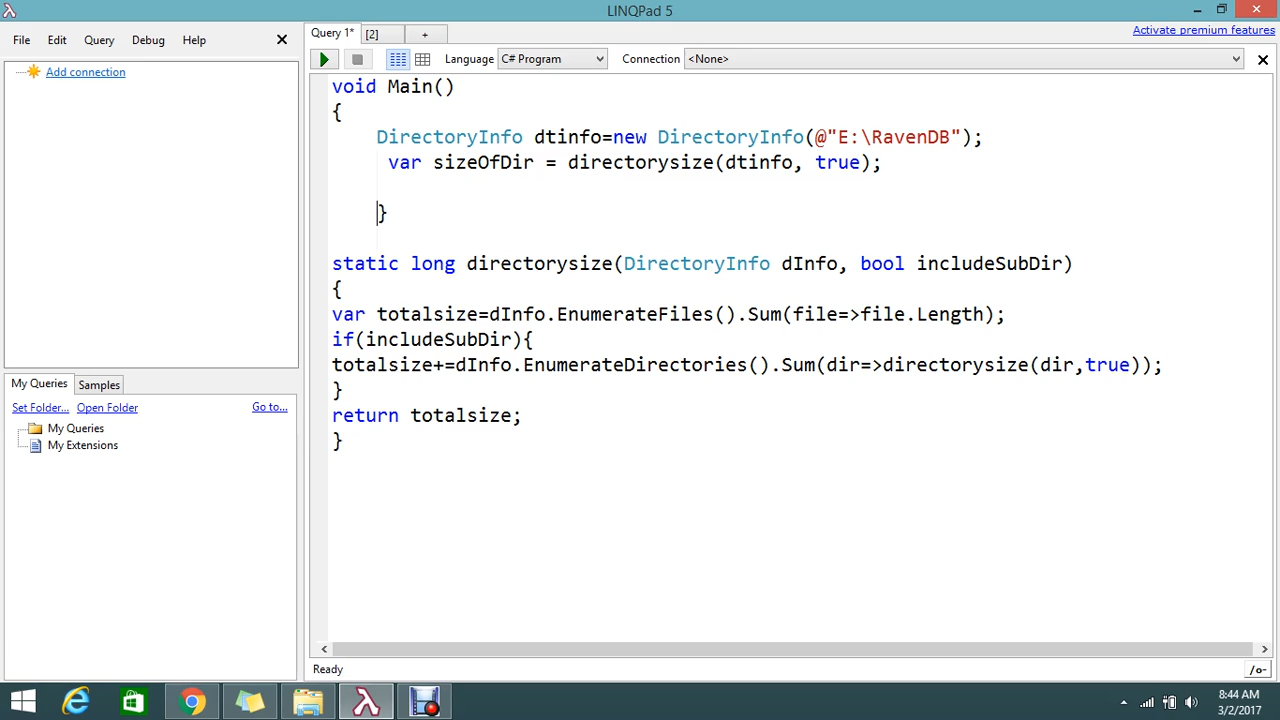 LINQPad 5
File Edit Query Debug Help
Query 1* [2] +
Activate premium features
Language C# Program Connection <None>
Add connection
void Main()
{
DirectoryInfo dtinfo=new DirectoryInfo(@"E:\RavenDB");
var sizeOfDir = directorysize(dtinfo, true);
}
static long directorysize(DirectoryInfo dInfo, bool includeSubDir)
{
var totalsize=dInfo.EnumerateFiles().Sum(file=>file.Length);
if(includeSubDir){
totalsize+=dInfo.EnumerateDirectories().Sum(dir=>directorysize(dir,true));
}
return totalsize;
}
My Queries Samples
Set Folder... Open Folder Go to...
My Queries
My Extensions
Ready
/o-
8:44 AM
3/2/2017